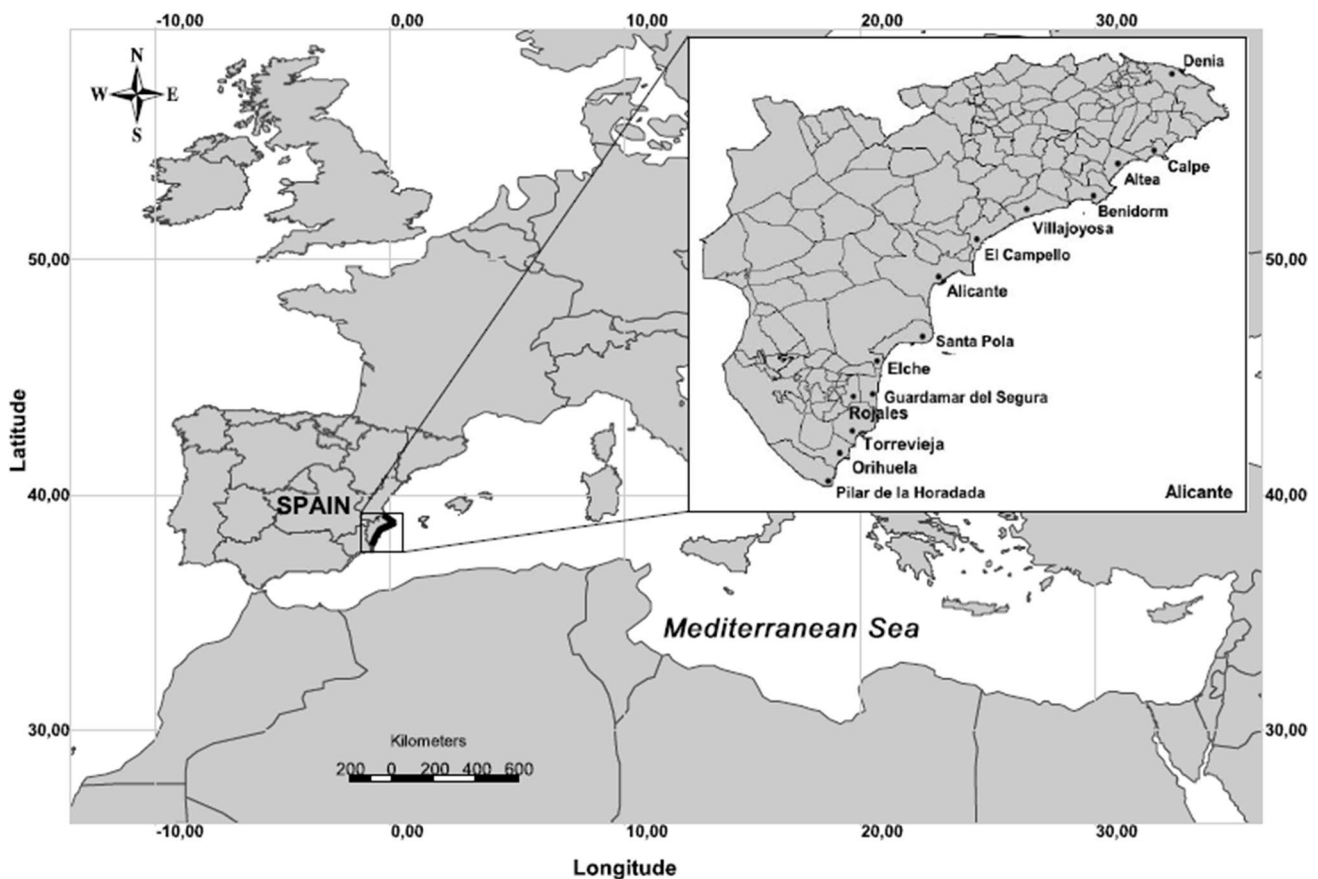 -10,00 0,00 20,00 30,00
N
W E
S
Denia
Calpe
Altea
Benidorm
Villajoyosa
El Campello
50,00 50,00
Alicante
Santa Pola
Elche
Guardamar del Segura
Rojales
Torrevieja
Orihuela
Pilar de la Horadada
Alicante
Latitude
40,00 40,00
SPAIN
Mediterranean Sea
30,00 30,00
Kilometers
200 0 200 400 600
-10,00 0,00 10,00 20,00 30,00
Longitude